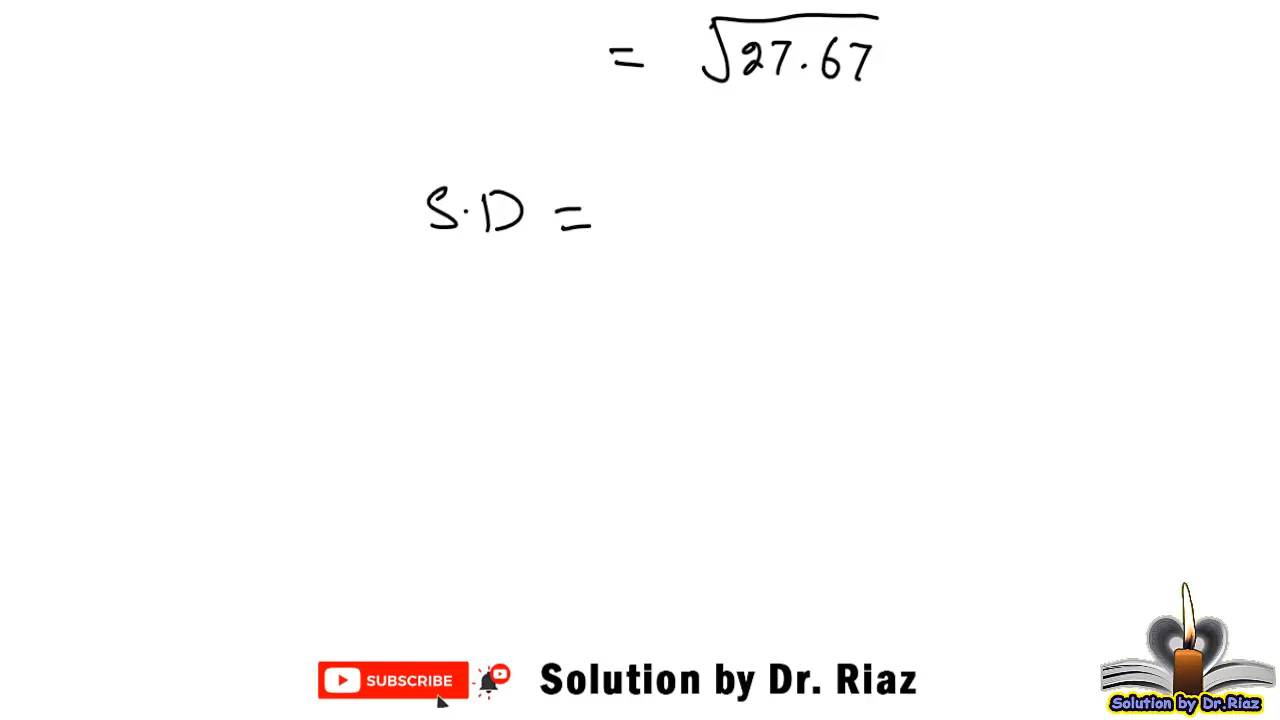 = √27.67
S.D =
SUBSCRIBE
Solution by Dr. Riaz
Solution by Dr.Riaz